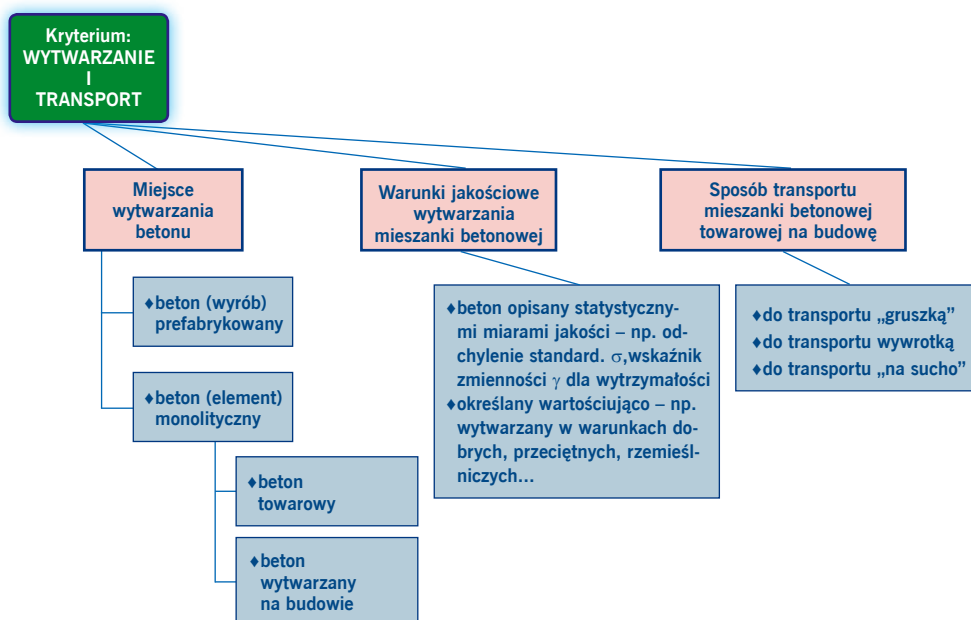 Kryterium:
WYTWARZANIE
I
TRANSPORT
Miejsce
wytwarzania
betonu
♦beton (wyrób)
prefabrykowany
♦beton (element)
monolityczny
♦beton
towarowy
♦beton
wytwarzany
na budowie
Warunki jakościowe
wytwarzania
mieszanki betonowej
♦beton opisany statystyczny-
mi miarami jakości – np. od-
chylenie standard. σ,wskaźnik
zmienności γ dla wytrzymałości
♦określany wartościująco – np.
wytwarzany w warunkach do-
brych, przeciętnych, rzemieśl-
niczych...
Sposób transportu
mieszanki betonowej
towarowej na budowę
♦do transportu „gruszką”
♦do transportu wywrotką
♦do transportu „na sucho”